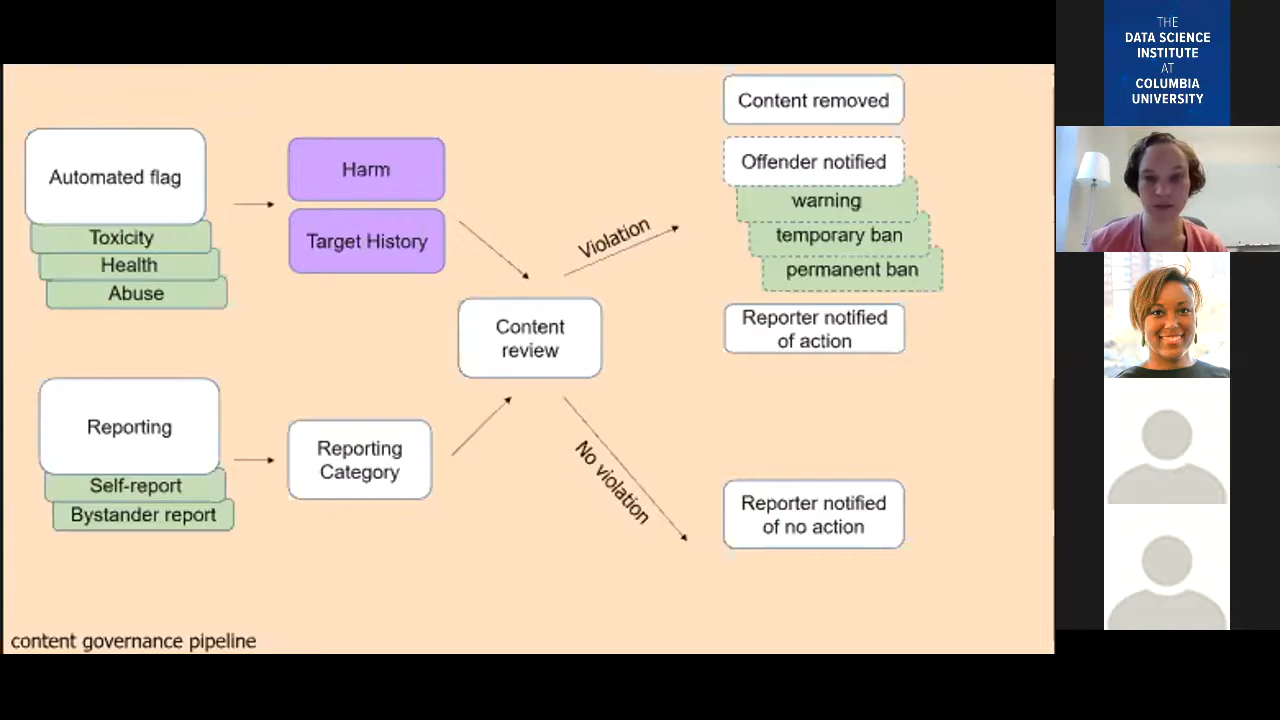 Automated flag
Toxicity
Health
Abuse
Harm
Target History
Reporting
Self-report
Bystander report
Reporting
Category
Content
review
Violation
No violation
Content removed
Offender notified
warning
temporary ban
permanent ban
Reporter notified
of action
Reporter notified
of no action
content governance pipeline
THE
DATA SCIENCE
INSTITUTE
AT
COLUMBIA
UNIVERSITY